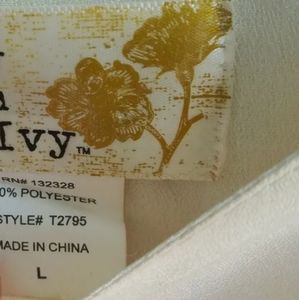 Ivy™
RN# 132328
0% POLYESTER
STYLE# T2795
MADE IN CHINA
L